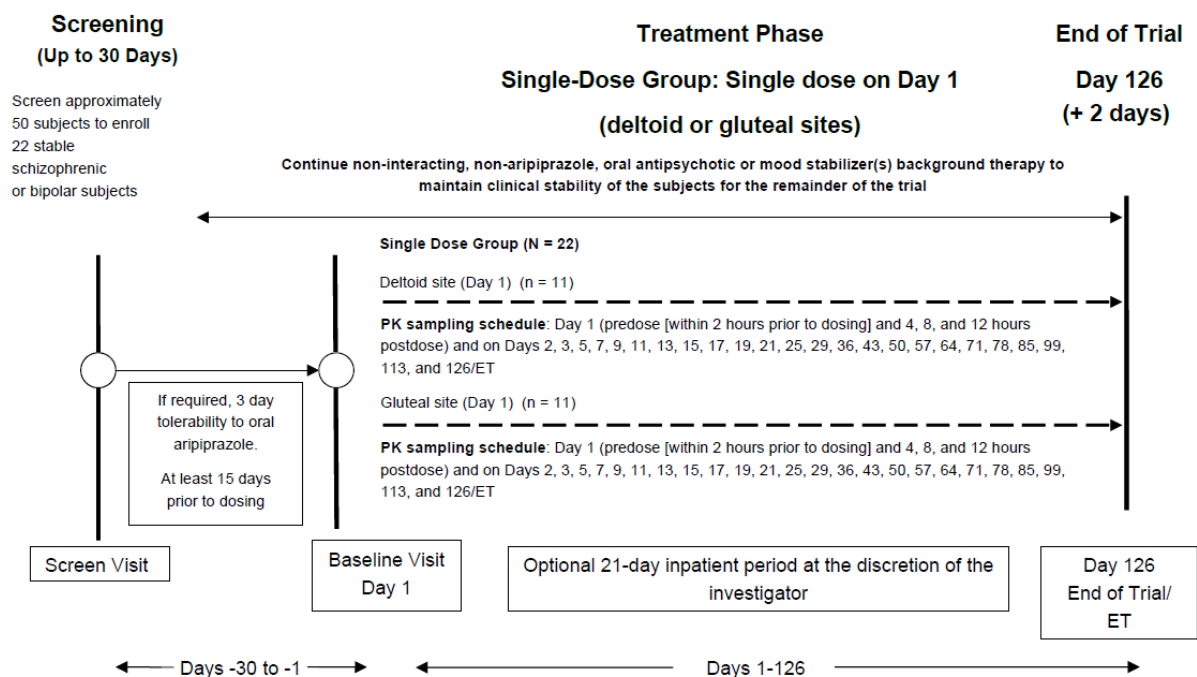 Screening
(Up to 30 Days)
Screen approximately
50 subjects to enroll
22 stable
schizophrenic
or bipolar subjects
Treatment Phase
Single-Dose Group: Single dose on Day 1
(deltoid or gluteal sites)
End of Trial
Day 126
(+ 2 days)
Continue non-interacting, non-aripiprazole, oral antipsychotic or mood stabilizer(s) background therapy to
maintain clinical stability of the subjects for the remainder of the trial
Single Dose Group (N = 22)
Deltoid site (Day 1) (n = 11)
PK sampling schedule: Day 1 (predose [within 2 hours prior to dosing] and 4, 8, and 12 hours
postdose) and on Days 2, 3, 5, 7, 9, 11, 13, 15, 17, 19, 21, 25, 29, 36, 43, 50, 57, 64, 71, 78, 85, 99,
113, and 126/ET
If required, 3 day
tolerability to oral
aripiprazole.
At least 15 days
prior to dosing
Gluteal site (Day 1) (n = 11)
PK sampling schedule: Day 1 (predose [within 2 hours prior to dosing] and 4, 8, and 12 hours
postdose) and on Days 2, 3, 5, 7, 9, 11, 13, 15, 17, 19, 21, 25, 29, 36, 43, 50, 57, 64, 71, 78, 85, 99,
113, and 126/ET
Screen Visit
Baseline Visit
Day 1
Optional 21-day inpatient period at the discretion of the
investigator
Day 126
End of Trial/
ET
Days -30 to -1
Days 1-126